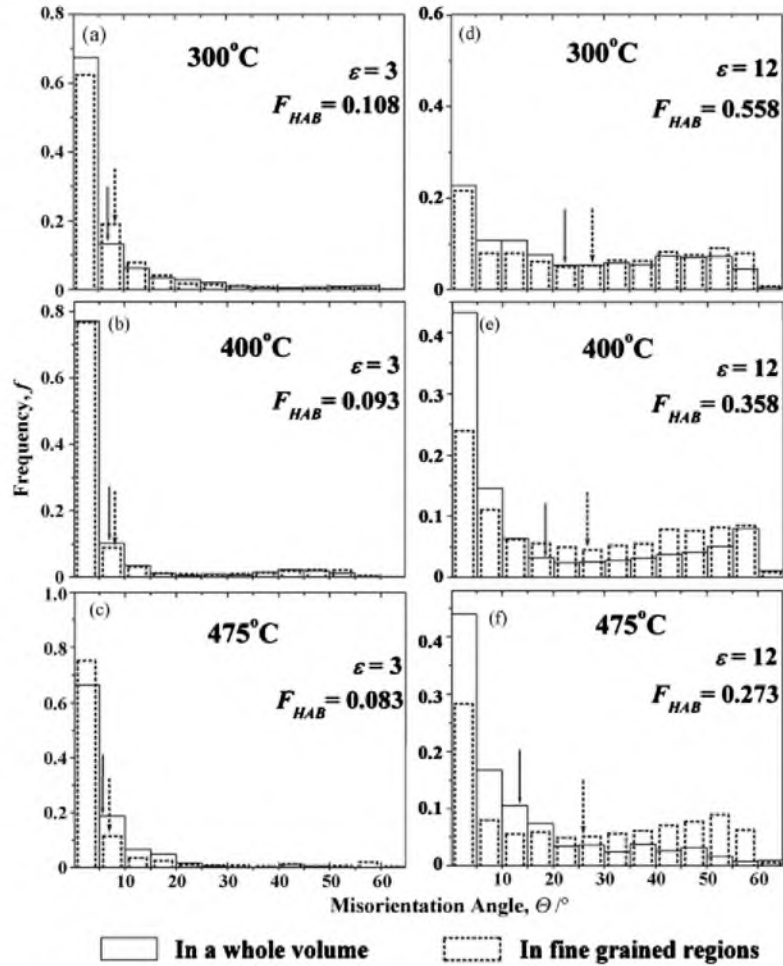 (a)
300°C
ε = 3
F_HAB = 0.108
0.8
0.6
0.4
0.2
0
(d)
300°C
ε = 12
F_HAB = 0.558
0.6
0.4
0.2
0
(b)
400°C
ε = 3
F_HAB = 0.093
0.8
0.6
0.4
0.2
0
(e)
400°C
ε = 12
F_HAB = 0.358
0.4
0.3
0.2
0.1
0
(c)
475°C
ε = 3
F_HAB = 0.083
1.0
0.8
0.6
0.4
0.2
0
10 20 30 40 50 60
(f)
475°C
ε = 12
F_HAB = 0.273
0.4
0.3
0.2
0.1
0
10 20 30 40 50 60
Frequency, f
Misorientation Angle, Θ /°
In a whole volume
In fine grained regions